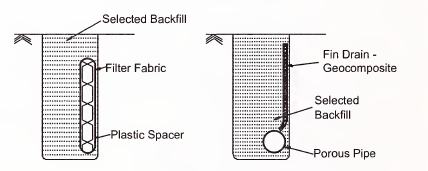 Selected Backfill
Filter Fabric
Plastic Spacer
Fin Drain -
Geocomposite
Selected
Backfill
Porous Pipe